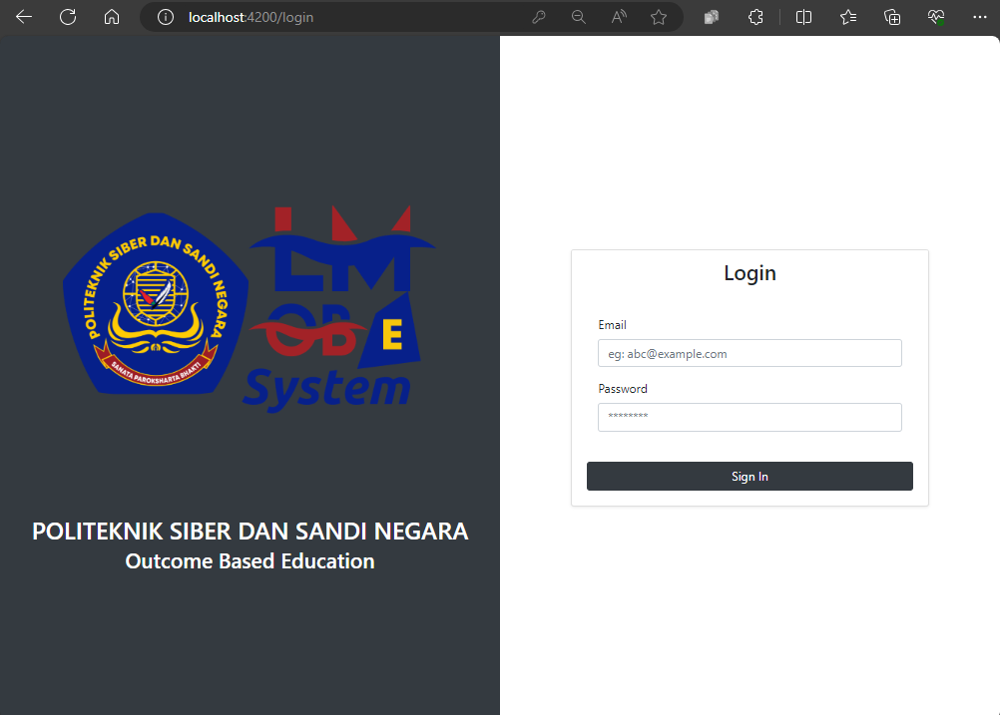 localhost:4200/login
POLITEKNIK SIBER DAN SANDI NEGARA
SANATA PAROKSHARTA BHAKTI
LM
OBE
System
POLITEKNIK SIBER DAN SANDI NEGARA
Outcome Based Education
Login
Email
eg: abc@example.com
Password
********
Sign In